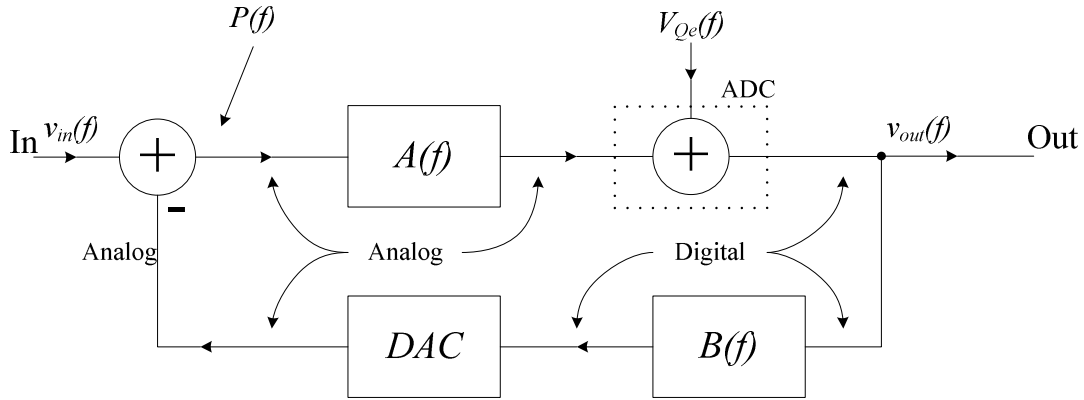 P(f)
V_Qe(f)
ADC
In
v_in(f)
+
A(f)
+
v_out(f)
Out
-
Analog
Analog
Digital
DAC
B(f)